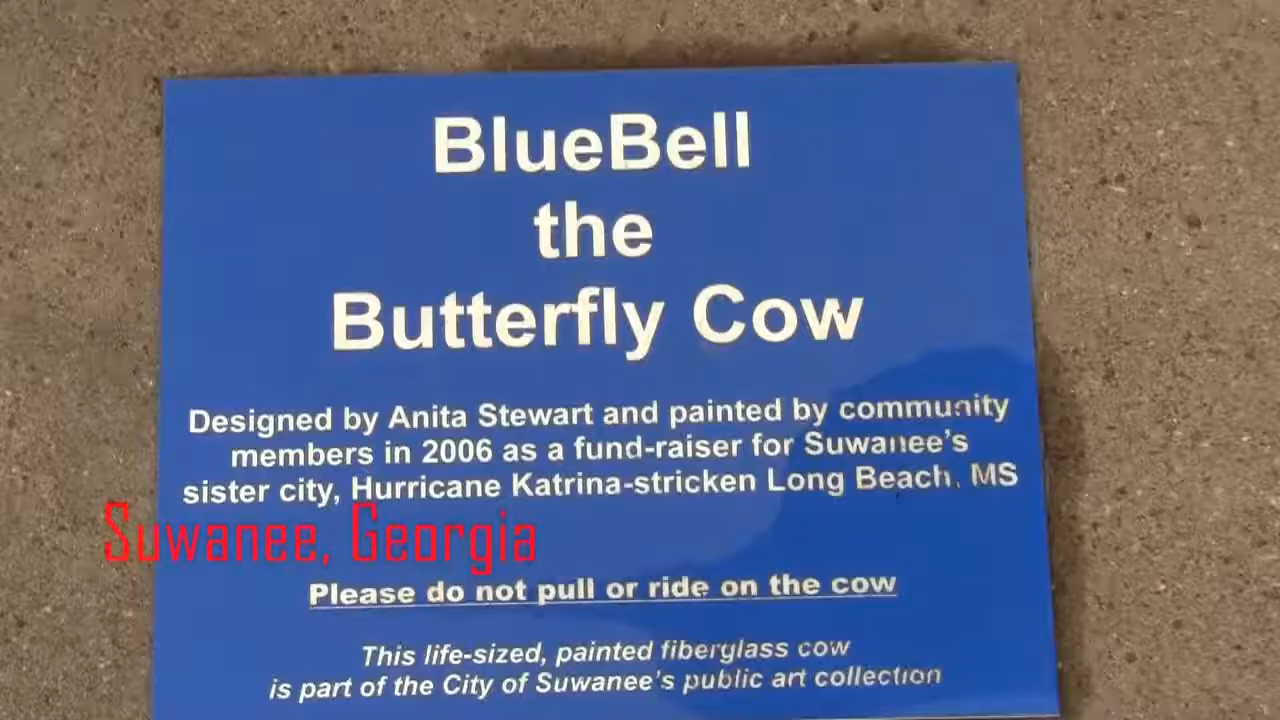 BlueBell
the
Butterfly Cow
Designed by Anita Stewart and painted by community
members in 2006 as a fund-raiser for Suwanee's
sister city, Hurricane Katrina-stricken Long Beach, MS
Suwanee, Georgia
Please do not pull or ride on the cow
This life-sized, painted fiberglass cow
is part of the City of Suwanee's public art collection